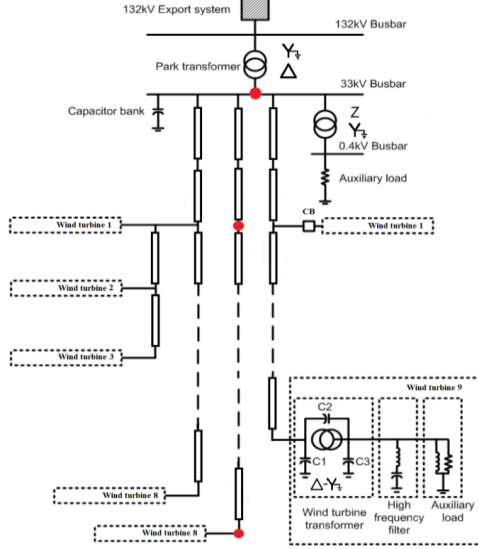 132kV Export system
132kV Busbar
Park transformer
33kV Busbar
Capacitor bank
Z
0.4kV Busbar
Auxiliary load
CB
Wind turbine 1
Wind turbine 1
Wind turbine 2
Wind turbine 3
Wind turbine 9
C2
C1
C3
Δ-Y
Wind turbine
transformer
High
frequency
filter
Auxiliary
load
Wind turbine 8
Wind turbine 8